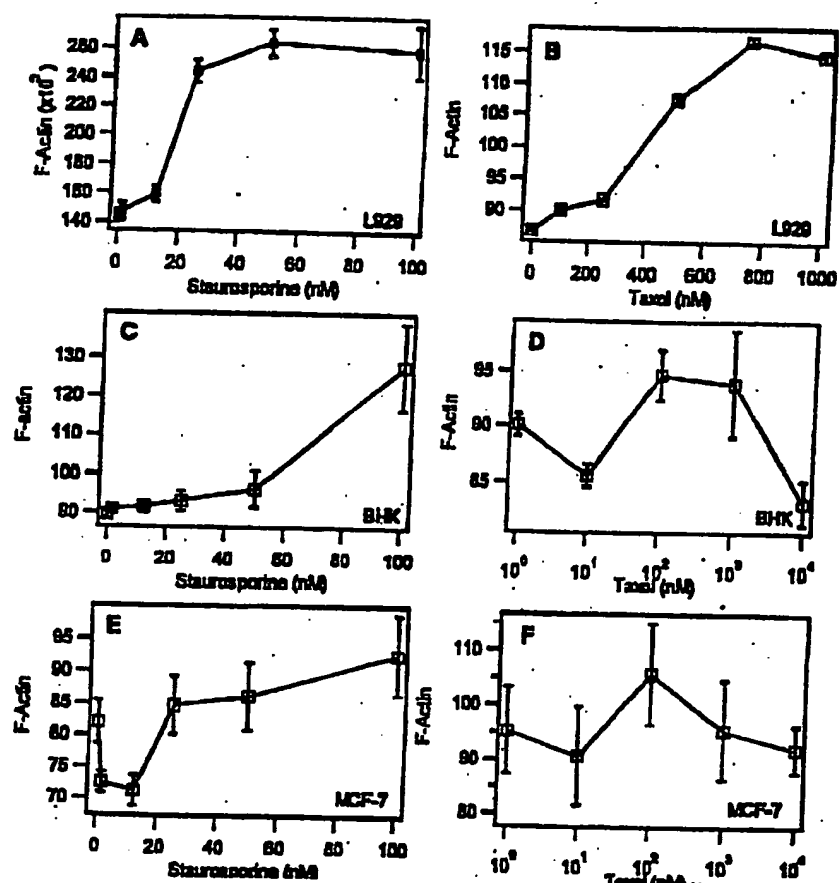 A
F-Actin (x10³)
260
240
220
200
180
160
140
L929
0 20 40 60 80 100
Staurosporine (nM)
B
F-Actin
115
110
105
100
95
90
L929
0 200 400 600 800 1000
Taxol (nM)
C
F-actin
130
120
110
100
90
BHK
0 20 40 60 80 100
Staurosporine (nM)
D
F-Actin
95
90
85
BHK
10⁰ 10¹ 10² 10³ 10⁴
Taxol (nM)
E
F-Actin
95
90
85
80
75
70
MCF-7
0 20 40 60 80 100
Staurosporine (nM)
F
F-Actin
110
100
90
80
MCF-7
10⁰ 10¹ 10² 10³ 10⁴
Taxol (nM)